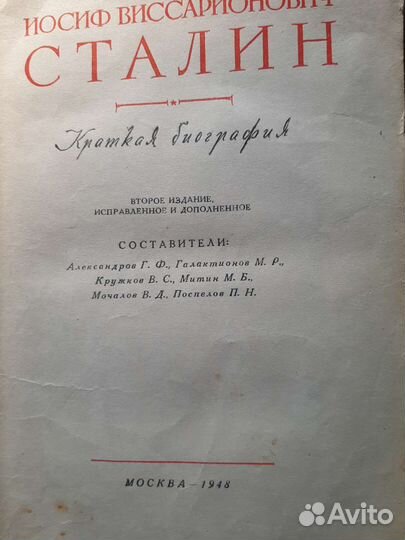 ИОСИФ ВИССАРИОНОВИЧ
СТАЛИН
Краткая биография
ВТОРОЕ ИЗДАНИЕ,
ИСПРАВЛЕННОЕ И ДОПОЛНЕННОЕ
СОСТАВИТЕЛИ:
Александров Г. Ф., Галактионов М. Р.,
Кружков В. С., Митин М. Б.,
Мочалов В. Д., Поспелов П. Н.
МОСКВА—1948
Avito